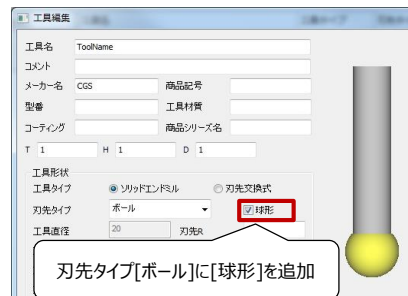 工具編集
工具名 ToolName
コメント
メーカー名 CGS 商品記号
型番 工具材質
コーティング 商品シリーズ名
T 1 H 1 D 1
工具形状
工具タイプ ソリッドエンドミル 刃先交換式
刃先タイプ ボール 球形
工具直径 20 刃先R
刃先タイプ[ボール]に[球形]を追加